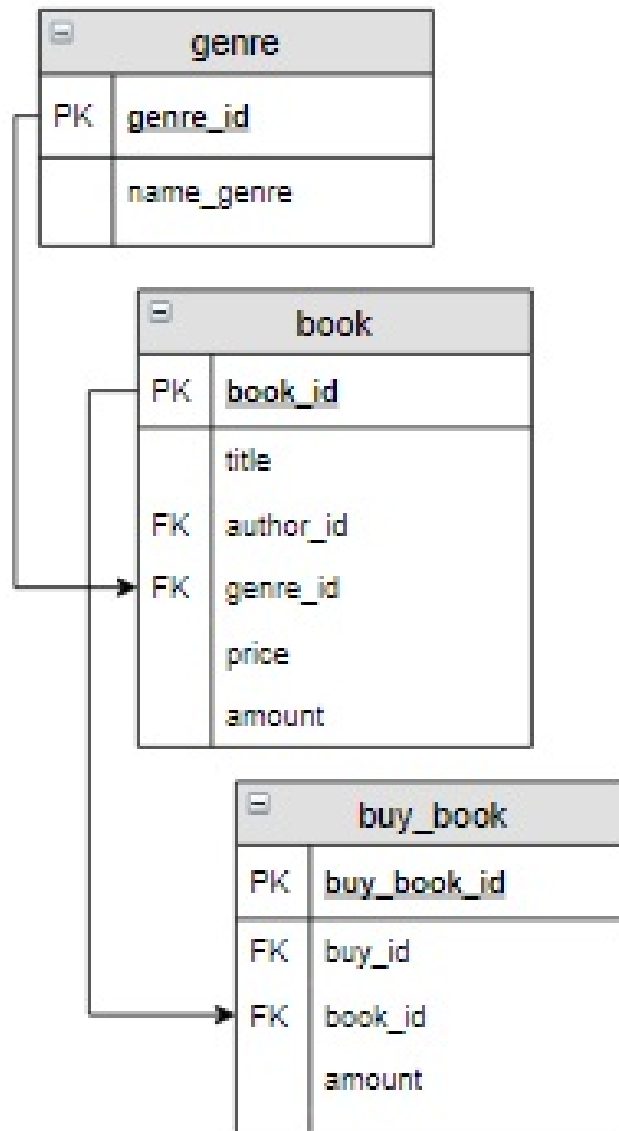 genre
PK genre_id
name_genre
book
PK book_id
title
FK author_id
FK genre_id
price
amount
buy_book
PK buy_book_id
FK buy_id
FK book_id
amount